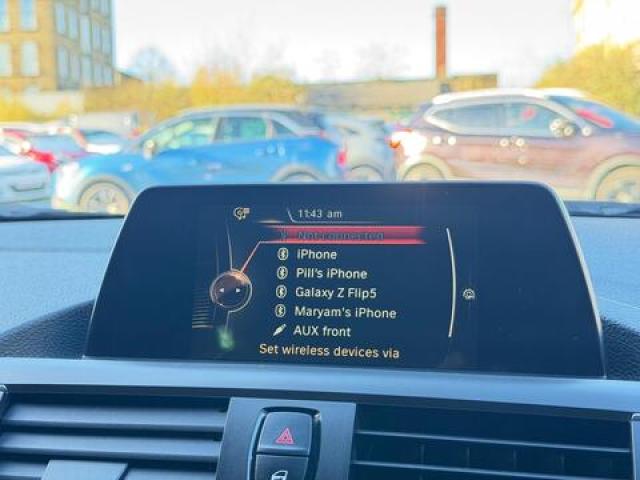 11:43 am
Not connected
iPhone
Pill's iPhone
Galaxy Z Flip5
Maryam's iPhone
AUX front
Set wireless devices via